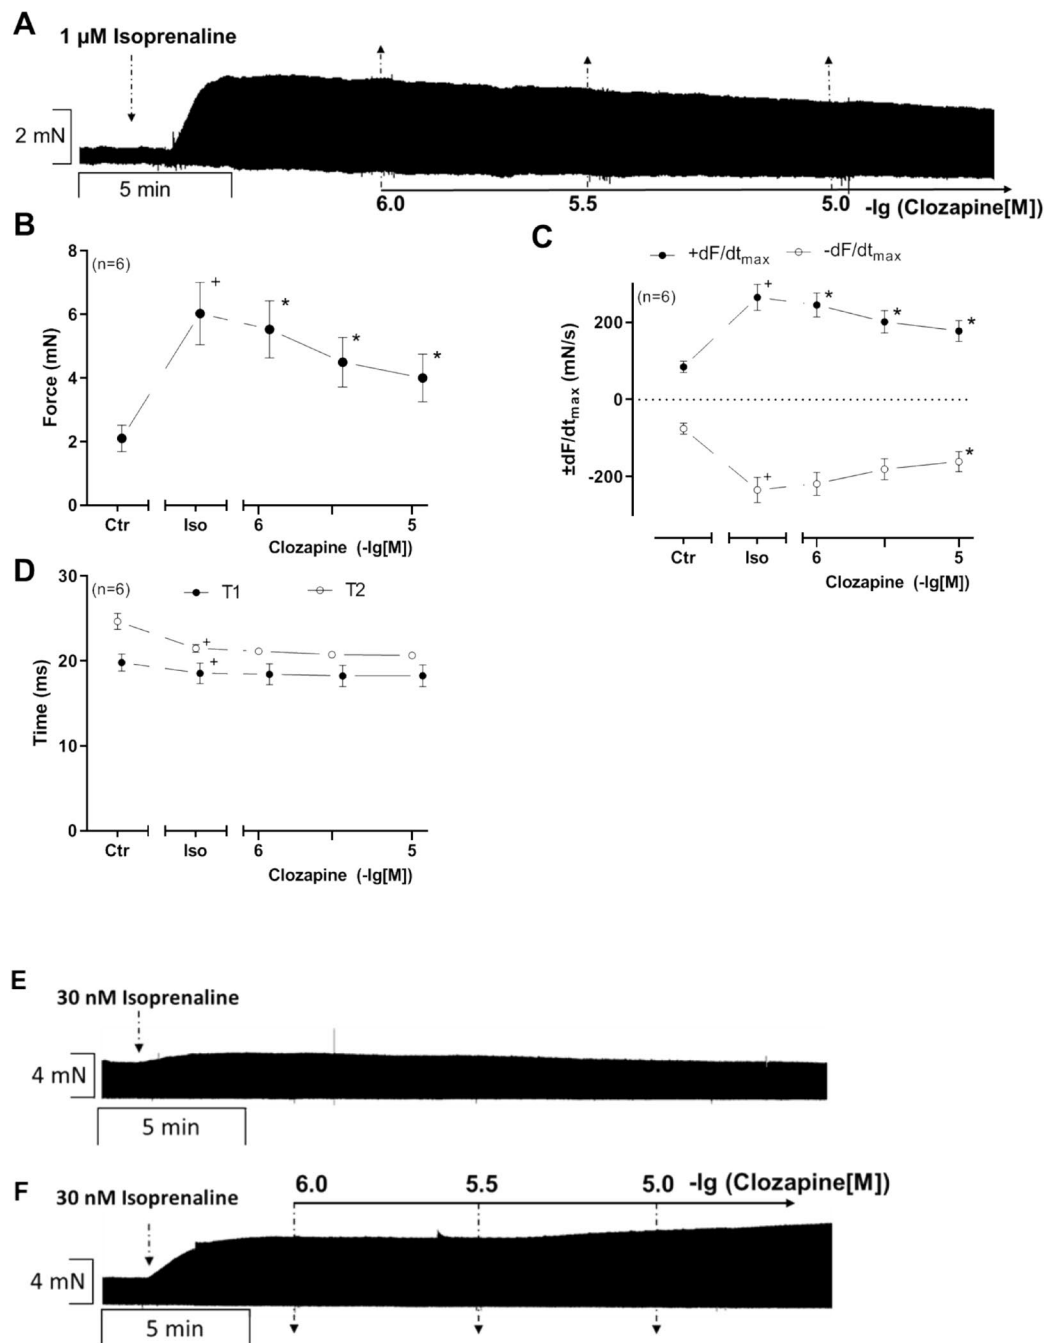 A
1 µM Isoprenaline
2 mN
5 min
6.0 5.5 5.0 -lg (Clozapine[M])
B
(n=6)
8
6
4
2
0
Force (mN)
+
*
*
*
Ctr Iso 6 5
Clozapine (-lg[M])
C
+dF/dtmax -dF/dtmax
(n=6)
200
0
-200
±dF/dtmax (mN/s)
+
*
*
*
+
*
Ctr Iso 6 5
Clozapine (-lg[M])
D
(n=6)
T1 T2
30
20
10
0
Time (ms)
+
+
Ctr Iso 6 5
Clozapine (-lg[M])
E
30 nM Isoprenaline
4 mN
5 min
F
30 nM Isoprenaline
6.0 5.5 5.0 -lg (Clozapine[M])
4 mN
5 min